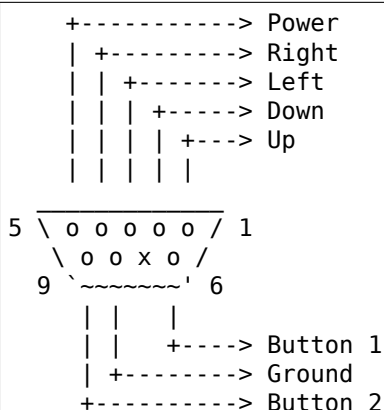 +-----------> Power
| +----------> Right
| | +-------> Left
| | | +-----> Down
| | | | +---> Up
| | | | |
_____________
5 \ o o o o o / 1
\ o o x o /
9 `~~~~~~~' 6
| | |
| | +----> Button 1
| +--------> Ground
+----------> Button 2